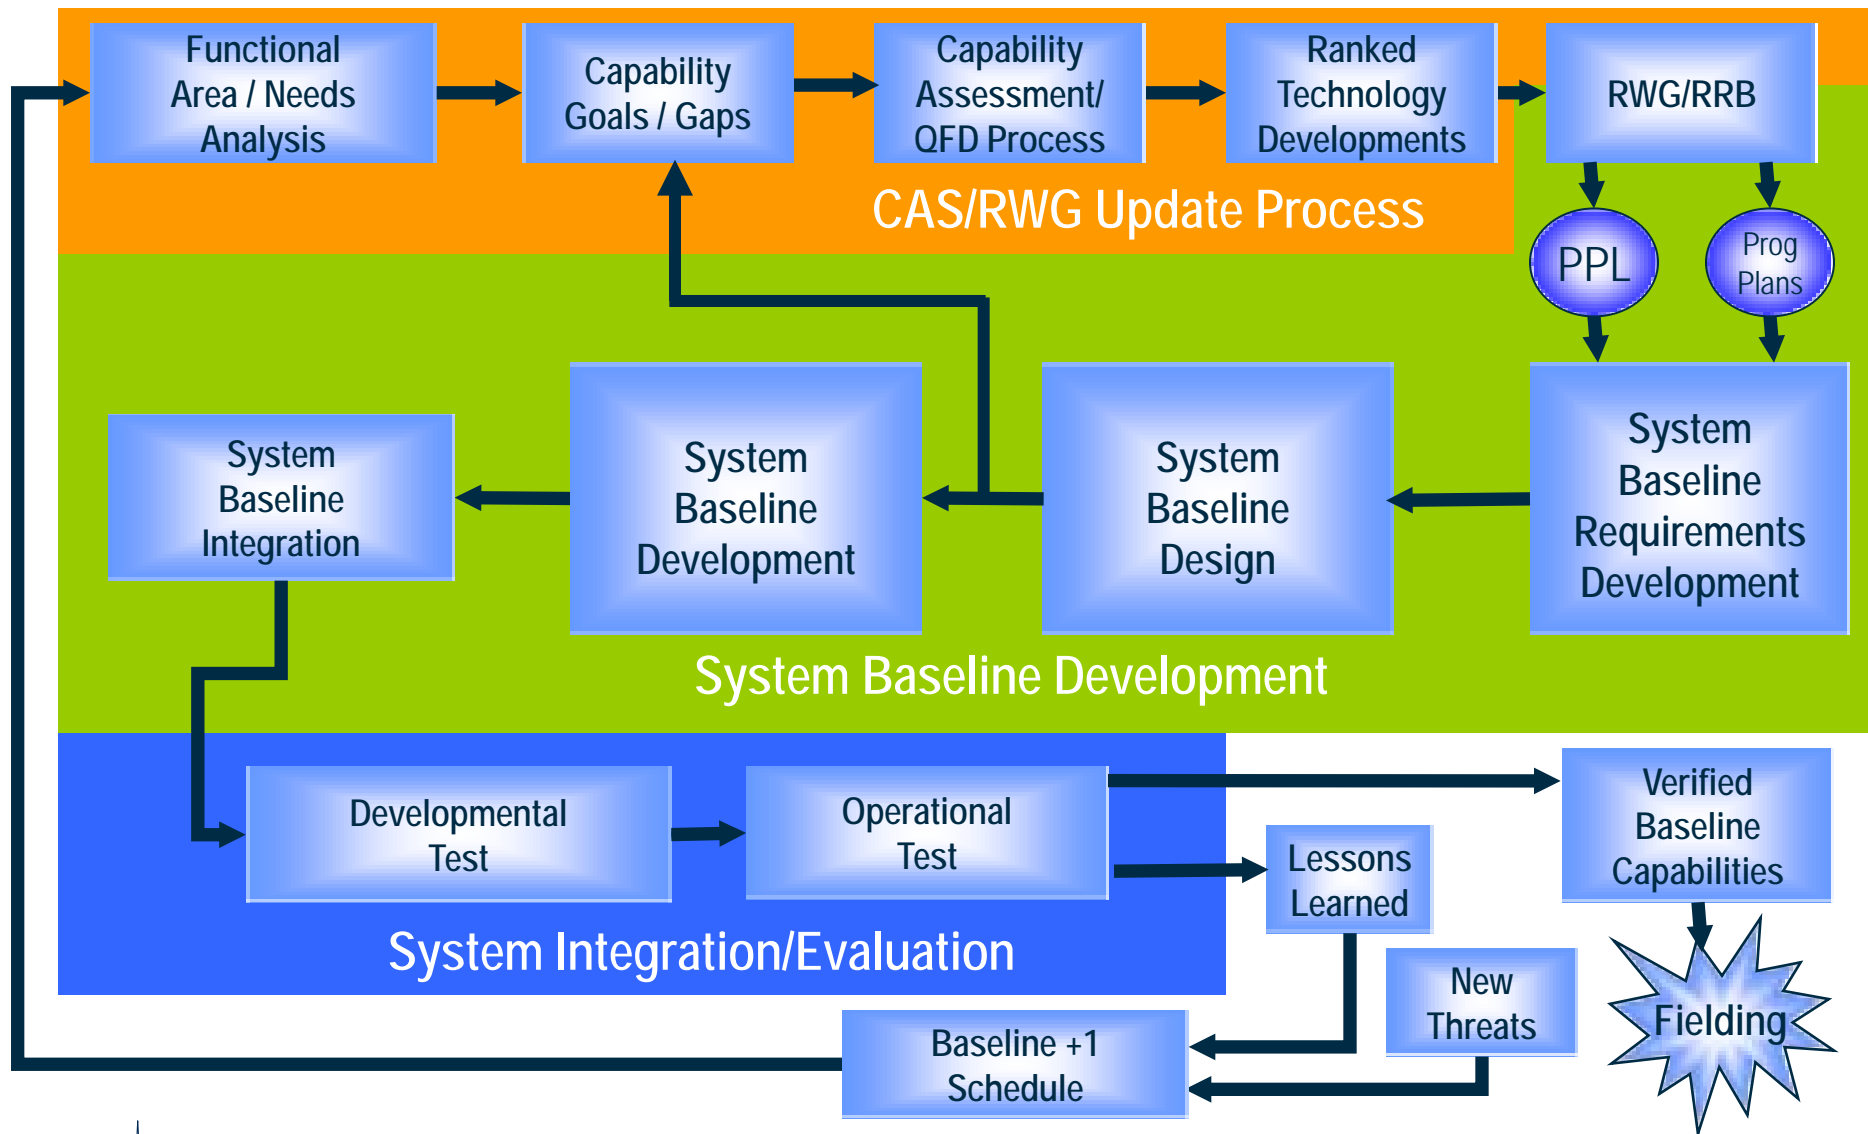 Functional
Area / Needs
Analysis
Capability
Goals / Gaps
Capability
Assessment/
QFD Process
Ranked
Technology
Developments
RWG/RRB
CAS/RWG Update Process
PPL
Prog
Plans
System
Baseline
Integration
System
Baseline
Development
System
Baseline
Design
System
Baseline
Requirements
Development
System Baseline Development
Developmental
Test
Operational
Test
Verified
Baseline
Capabilities
Lessons
Learned
System Integration/Evaluation
New
Threats
Fielding
Baseline +1
Schedule